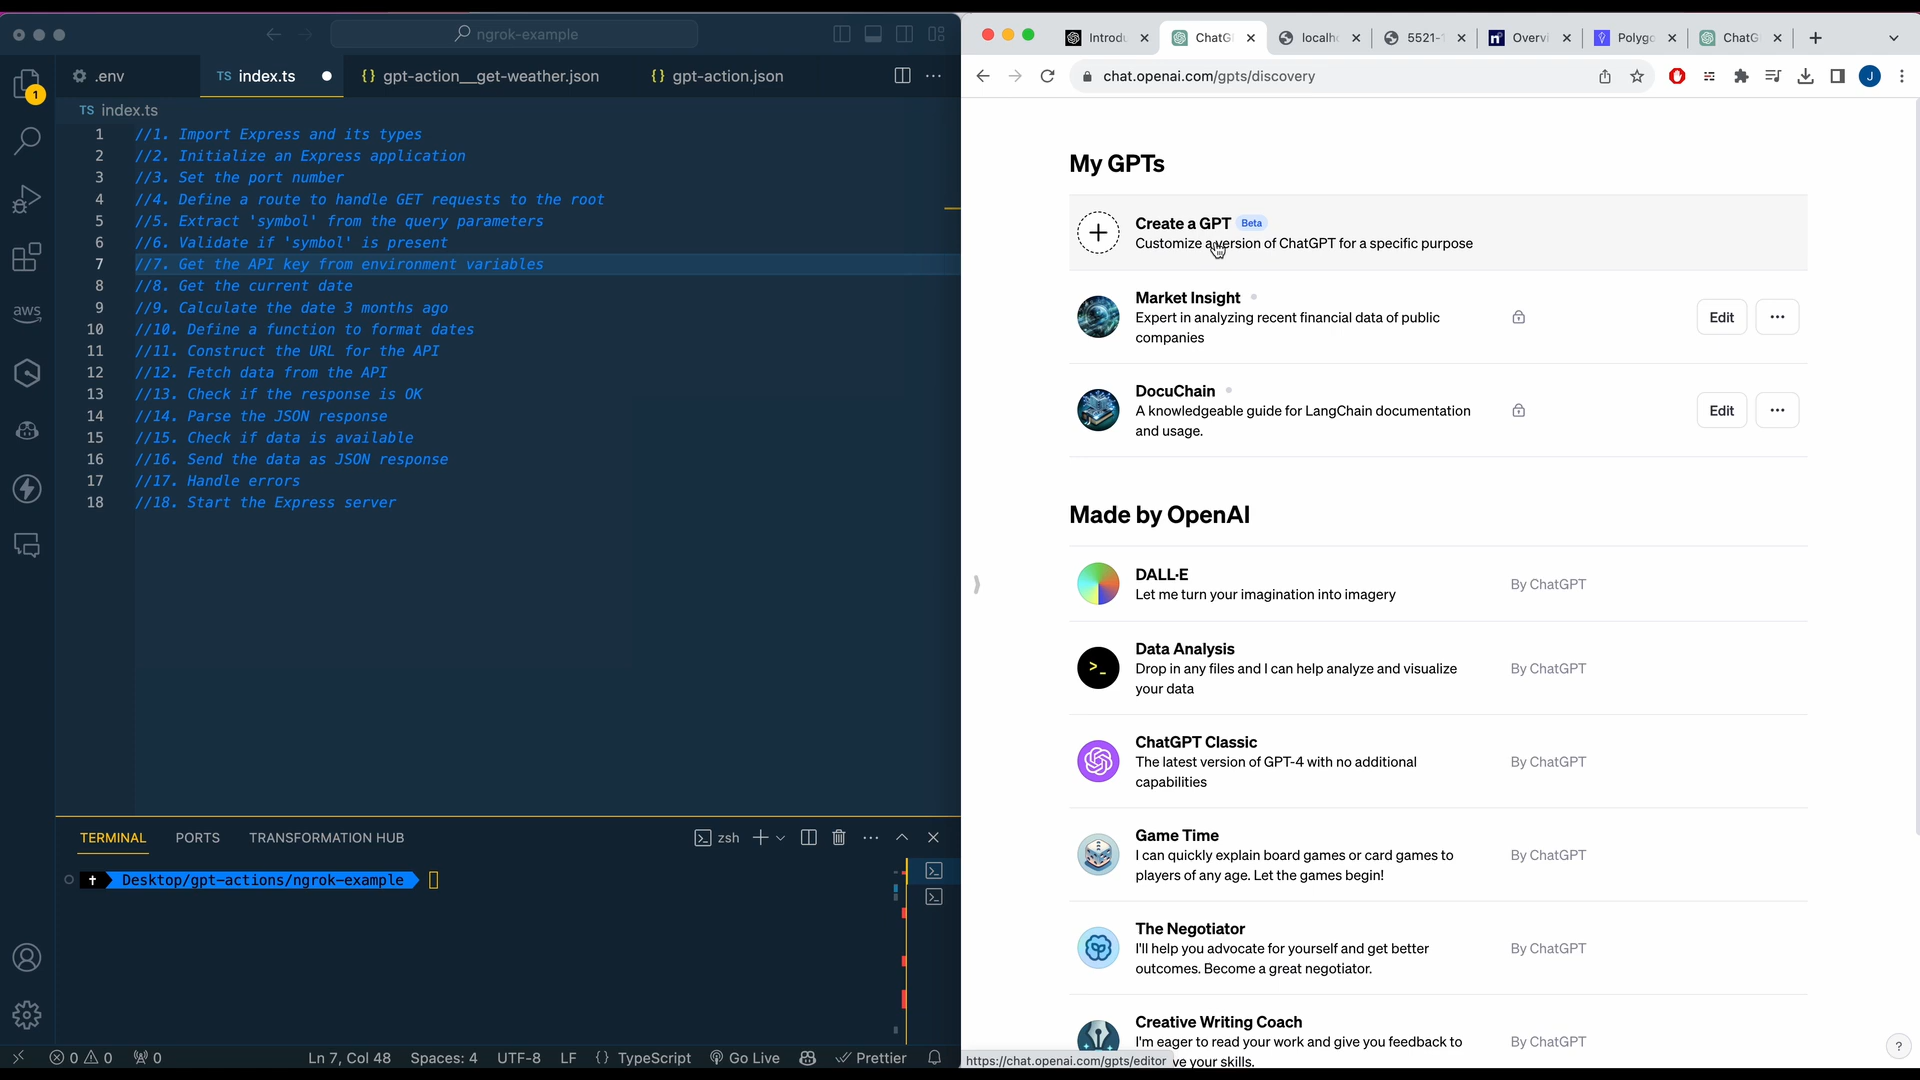 ngrok-example
.env
TS index.ts
{} gpt-action__get-weather.json
{} gpt-action.json
TS index.ts
1 //1. Import Express and its types
2 //2. Initialize an Express application
3 //3. Set the port number
4 //4. Define a route to handle GET requests to the root
5 //5. Extract 'symbol' from the query parameters
6 //6. Validate if 'symbol' is present
7 //7. Get the API key from environment variables
8 //8. Get the current date
9 //9. Calculate the date 3 months ago
10 //10. Define a function to format dates
11 //11. Construct the URL for the API
12 //12. Fetch data from the API
13 //13. Check if the response is OK
14 //14. Parse the JSON response
15 //15. Check if data is available
16 //16. Send the data as JSON response
17 //17. Handle errors
18 //18. Start the Express server
1
aws
TERMINAL PORTS TRANSFORMATION HUB
zsh
Desktop/gpt-actions/ngrok-example
0 0 0
Ln 7, Col 48 Spaces: 4 UTF-8 LF {} TypeScript Go Live Prettier
Introdu ChatG localh 5521-1 Overvi Polygo ChatG
chat.openai.com/gpts/discovery
J
My GPTs
Create a GPT Beta
Customize a version of ChatGPT for a specific purpose
Market Insight
Expert in analyzing recent financial data of public
companies
Edit
DocuChain
A knowledgeable guide for LangChain documentation
and usage.
Edit
Made by OpenAI
DALL·E
Let me turn your imagination into imagery
By ChatGPT
Data Analysis
Drop in any files and I can help analyze and visualize
your data
By ChatGPT
ChatGPT Classic
The latest version of GPT-4 with no additional
capabilities
By ChatGPT
Game Time
I can quickly explain board games or card games to
players of any age. Let the games begin!
By ChatGPT
The Negotiator
I'll help you advocate for yourself and get better
outcomes. Become a great negotiator.
By ChatGPT
Creative Writing Coach
I'm eager to read your work and give you feedback to
ve your skills.
By ChatGPT
https://chat.openai.com/gpts/editor
?